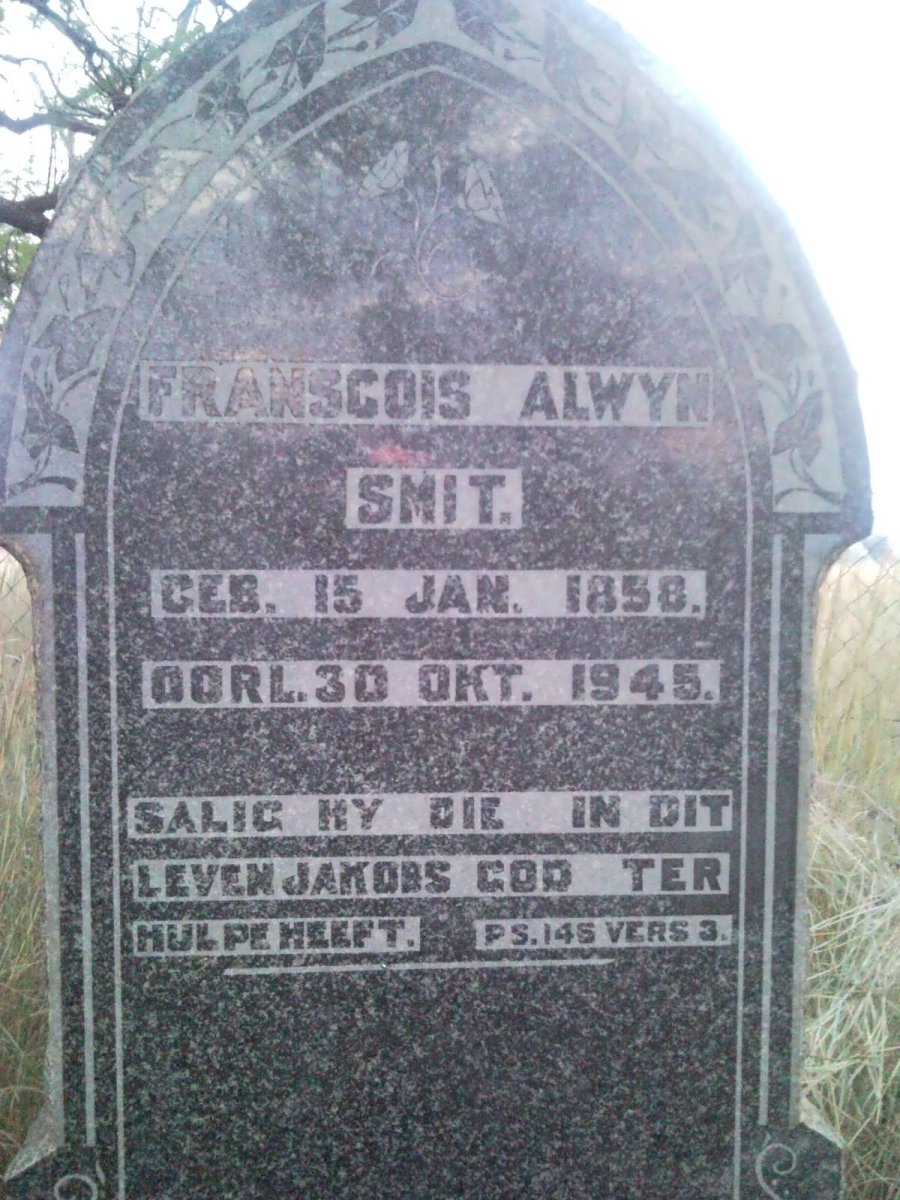 FRANSCOIS ALWYN
SMIT.
GEB. 15 JAN. 1858.
OORL. 30 OKT. 1945.
SALIG HY DIE IN DIT
LEVEN JAKOBS GOD TER
HULPE HEEFT. PS. 146 VERS 3.